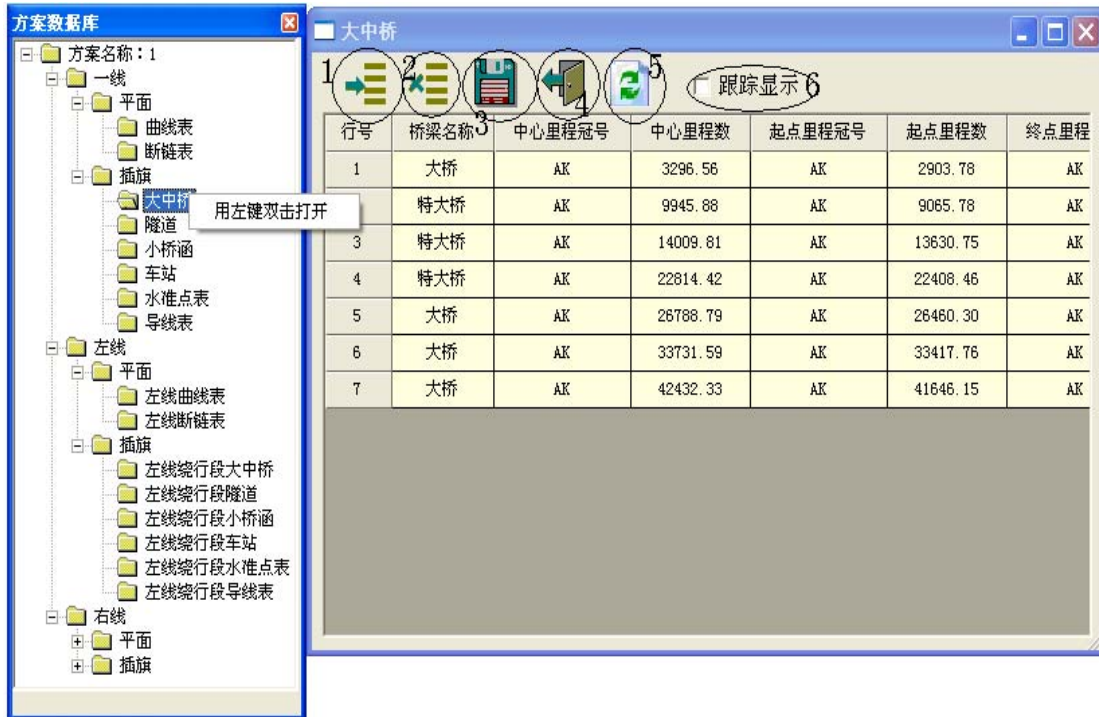 方案数据库
方案名称：1
一线
平面
曲线表
断链表
插旗
大中桥
用左键双击打开
隧道
小桥涵
车站
水准点表
导线表
左线
平面
左线曲线表
左线断链表
插旗
左线绕行段大中桥
左线绕行段隧道
左线绕行段小桥涵
左线绕行段车站
左线绕行段水准点表
左线绕行段导线表
右线
平面
插旗
大中桥
1 2 3 4 5 跟踪显示 6
行号 桥梁名称 中心里程冠号 中心里程数 起点里程冠号 起点里程数 终点里程
1 大桥 AK 3296.56 AK 2903.78 AK
特大桥 AK 9945.88 AK 9065.78 AK
3 特大桥 AK 14009.81 AK 13630.75 AK
4 特大桥 AK 22814.42 AK 22408.46 AK
5 大桥 AK 26788.79 AK 26460.30 AK
6 大桥 AK 33731.59 AK 33417.76 AK
7 大桥 AK 42432.33 AK 41646.15 AK